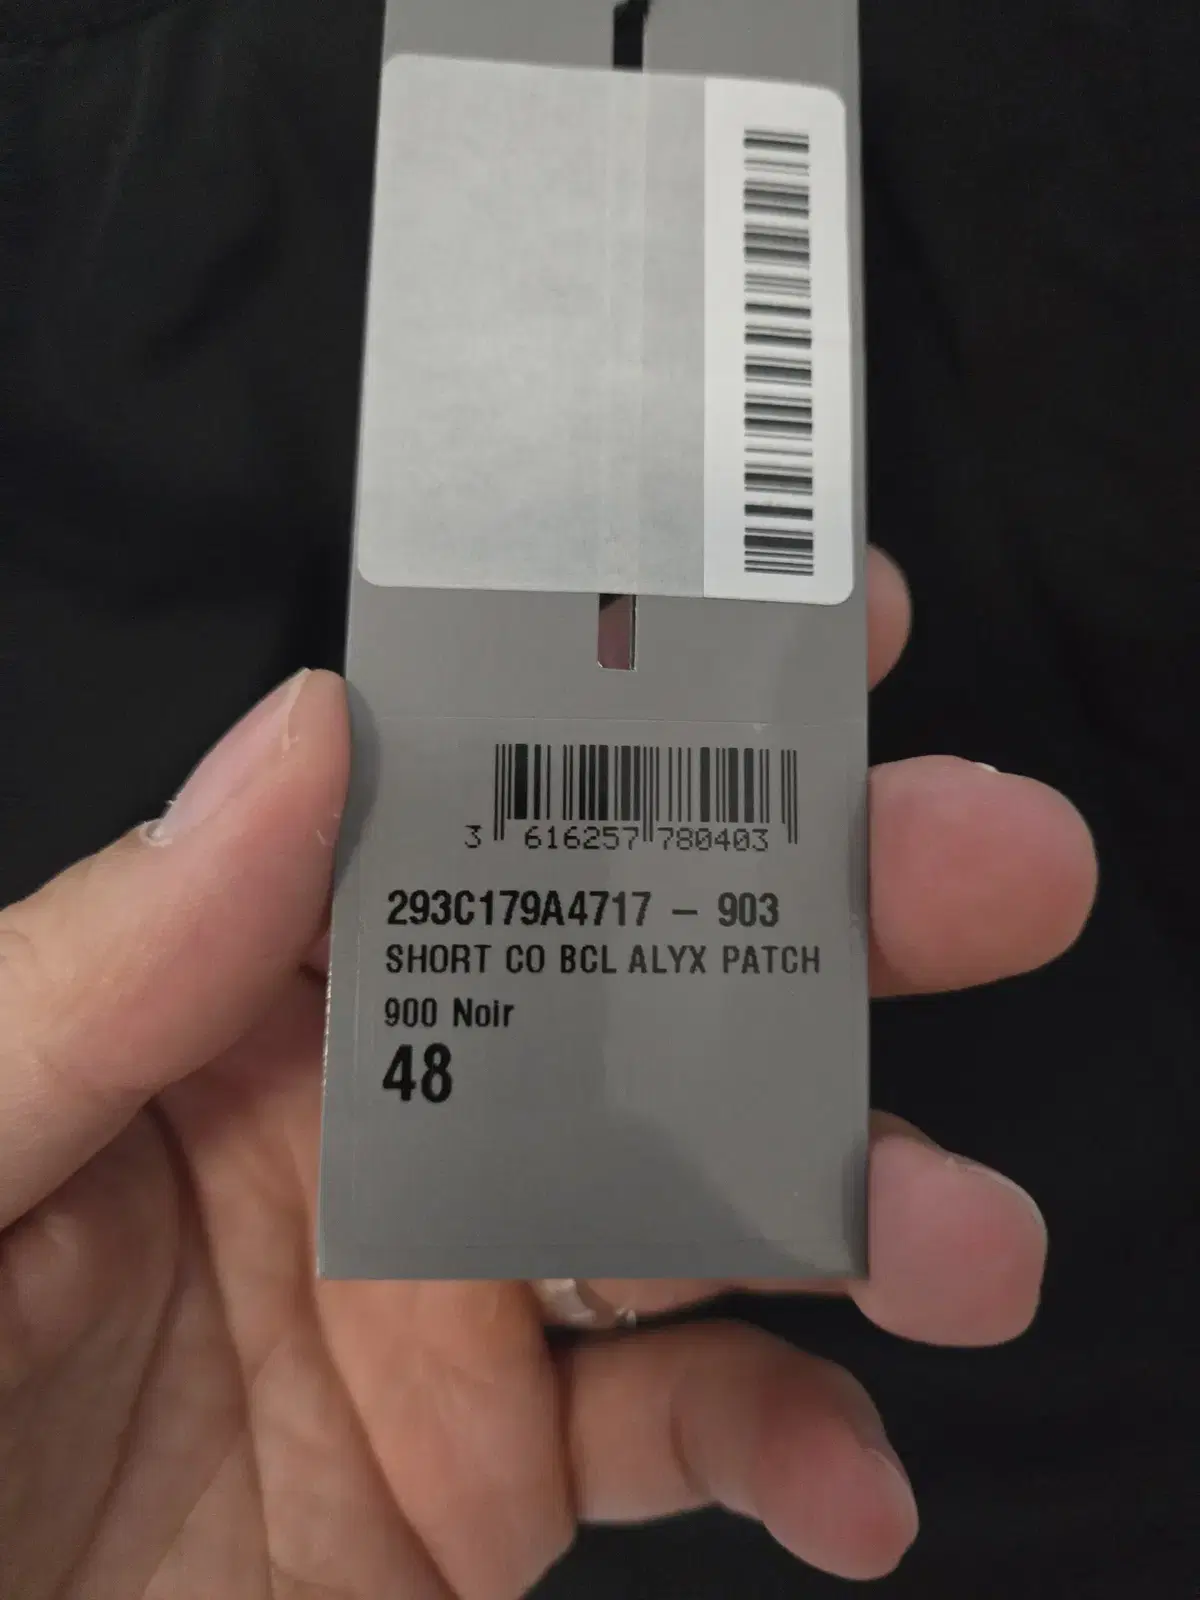 3 616257 780403
293C179A4717 – 903
SHORT CO BCL ALYX PATCH
900 Noir
48